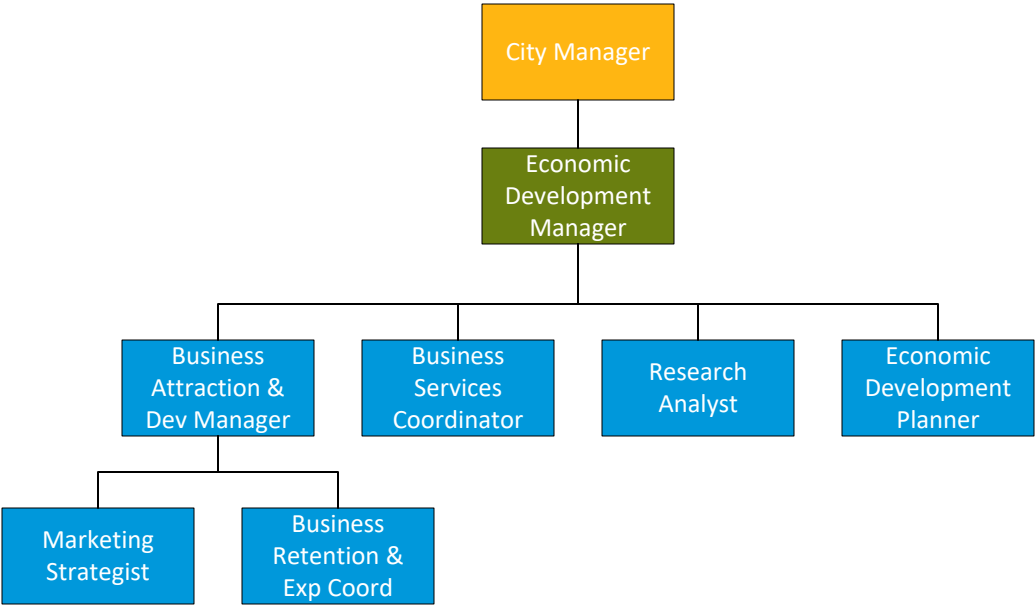 City Manager
Economic
Development
Manager
Business
Attraction &
Dev Manager
Business
Services
Coordinator
Research
Analyst
Economic
Development
Planner
Marketing
Strategist
Business
Retention &
Exp Coord